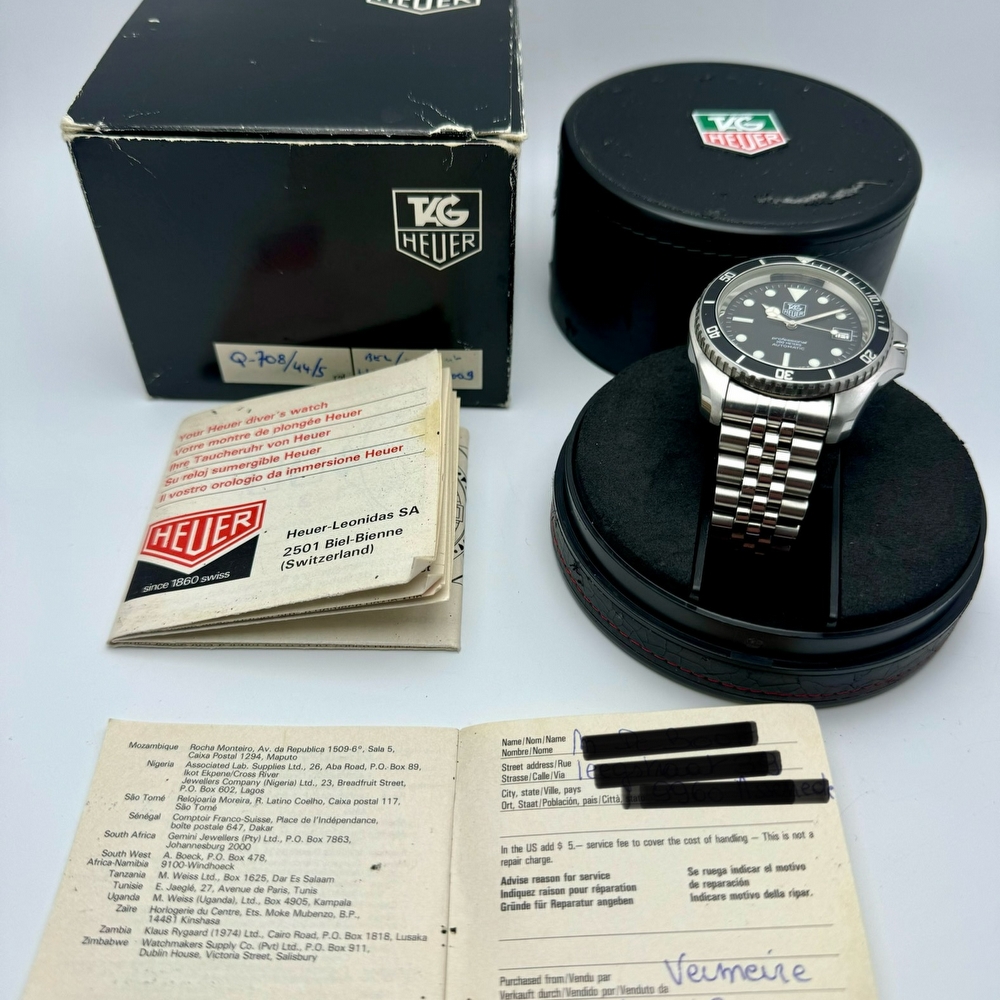 HEUER
TAG
HEUER
Q-708/44/5
TAG
HEUER
50
10
40
20
30
TAG
HEUER
professional
200 meters
AUTOMATIC
Your Heuer diver's watch
Votre montre de plongée Heuer
Ihre Taucheruhr von Heuer
Su reloj sumergible Heuer
Il vostro orologio da immersione Heuer
HEUER
since 1860 swiss
Heuer-Leonidas SA
2501 Biel-Bienne
(Switzerland)
Mozambique Rocha Monteiro, Av. da Republica 1509-6°, Sala 5,
Caixa Postal 1294, Maputo
Nigeria Associated Lab. Supplies Ltd., 26, Aba Road, P.O. Box 89,
Ikot Ekpene/Cross River
Jewellers Company (Nigeria) Ltd., 23, Breadfruit Street,
P.O. Box 602, Lagos
São Tomé Relojoaria Moreira, R. Latino Coelho, Caixa postal 117,
São Tomé
Sénégal Comptoir Franco-Suisse, Place de l'Indépendance,
boîte postale 647, Dakar
South Africa Gemini Jewellers (Pty) Ltd., P.O. Box 7863,
Johannesburg 2000
South West A. Boeck, P.O. Box 478,
Africa-Namibia 9100-Windhoeck
Tanzania M. Weiss Ltd., Box 1625, Dar Es Salaam
Tunisie E. Jaeglé, 27, Avenue de Paris, Tunis
Uganda M. Weiss (Uganda), Ltd., Box 4905, Kampala
Zaïre Horlogerie du Centre, Ets. Moke Mubenzo, B.P.,
14481 Kinshasa
Zambia Klaus Rygaard (1974) Ltd., Cairo Road, P.O. Box 1818, Lusaka
Zimbabwe Watchmakers Supply Co. (Pvt) Ltd., P.O. Box 911,
Dublin House, Victoria Street, Salisbury
Name/Nom/Name
Nombre/Nome
Street address/Rue
Strasse/Calle/Via
City, state/Ville, pays
Ort, Staat/Población, pais/Città,
In the US add $ 5.— service fee to cover the cost of handling — This is not a
repair charge.
Advise reason for service
Indiquez raison pour réparation
Gründe für Reparatur angeben
Se ruega indicar el motivo
de reparación
Indicare motivo della ripar.
Purchased from/Vendu par
Verkauft durch/Vendido por/Venduto da
Vermeire